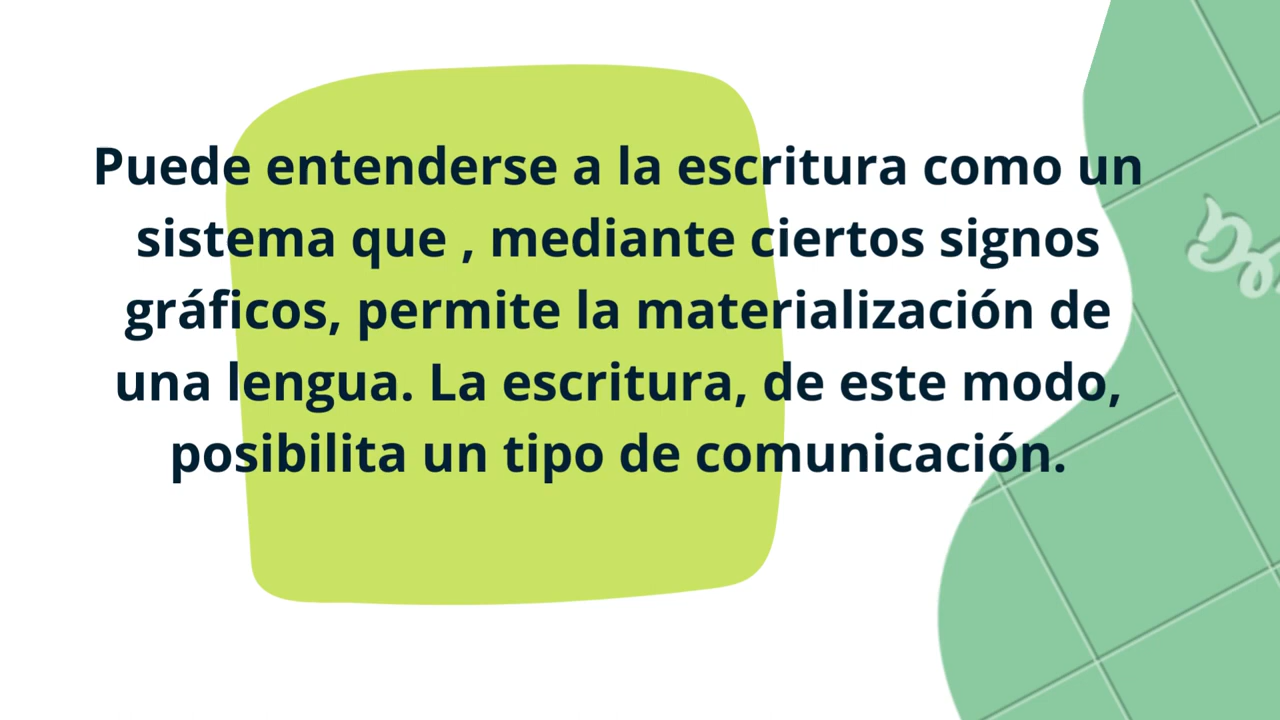 Puede entenderse a la escritura como un
sistema que , mediante ciertos signos
gráficos, permite la materialización de
una lengua. La escritura, de este modo,
posibilita un tipo de comunicación.